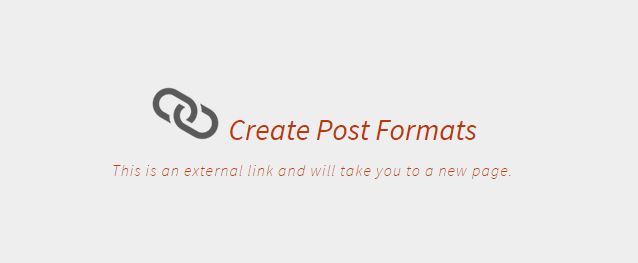 Create Post Formats
This is an external link and will take you to a new page.